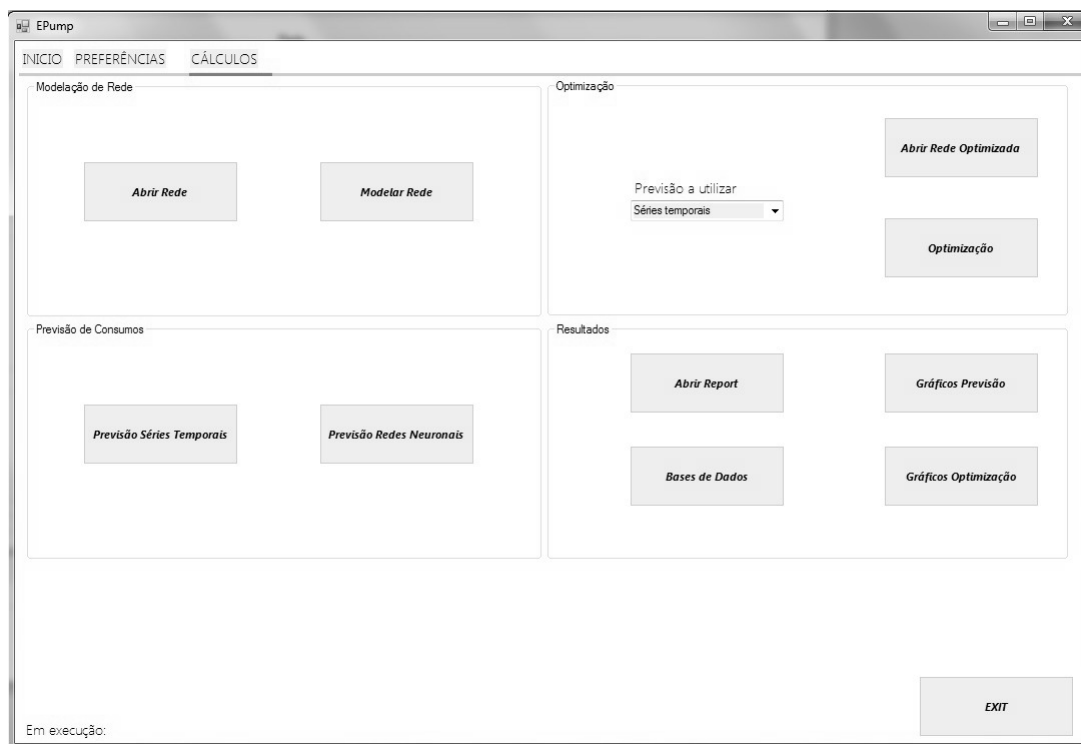 EPump
INICIO PREFERÊNCIAS CÁLCULOS
Modelação de Rede
Abrir Rede
Modelar Rede
Optimização
Previsão a utilizar
Séries temporais
Abrir Rede Optimizada
Optimização
Previsão de Consumos
Previsão Séries Temporais
Previsão Redes Neuronais
Resultados
Abrir Report
Gráficos Previsão
Bases de Dados
Gráficos Optimização
EXIT
Em execução: